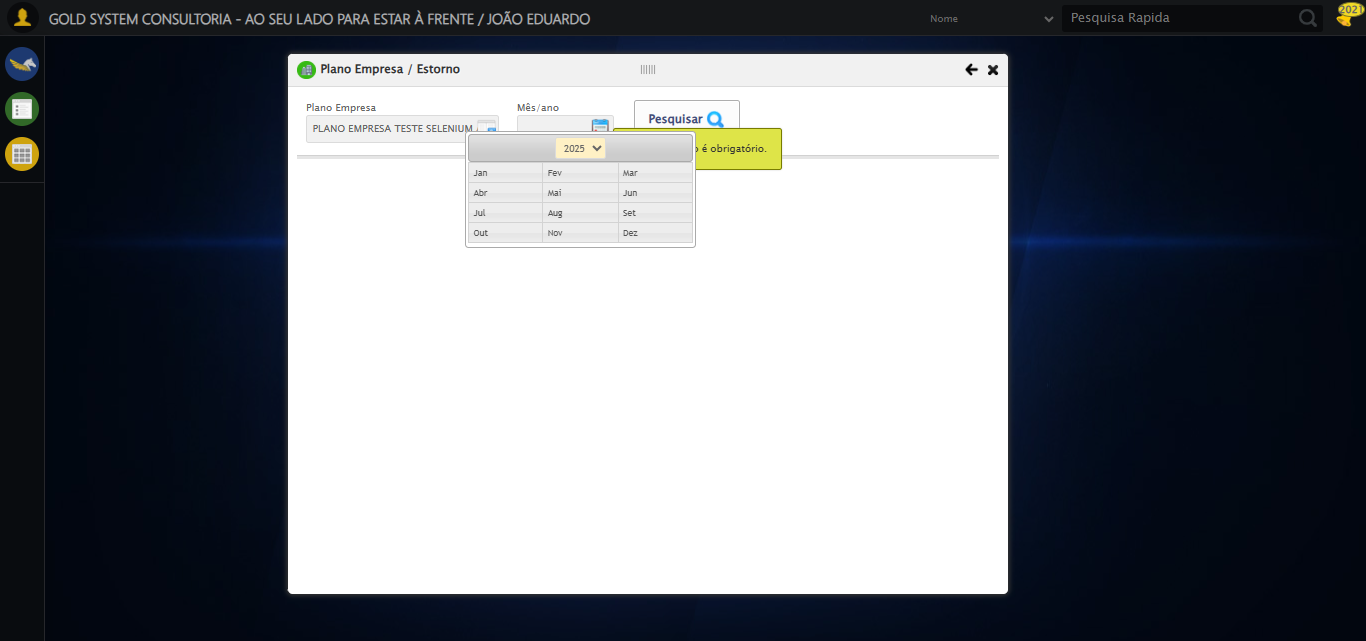 GOLD SYSTEM CONSULTORIA - AO SEU LADO PARA ESTAR À FRENTE / JOÃO EDUARDO
Nome
Pesquisa Rapida
2021
Plano Empresa / Estorno
Plano Empresa
Mês/ano
PLANO EMPRESA TESTE SELENIUM
Pesquisar
é obrigatório.
2025
Jan Fev Mar
Abr Mai Jun
Jul Aug Set
Out Nov Dez